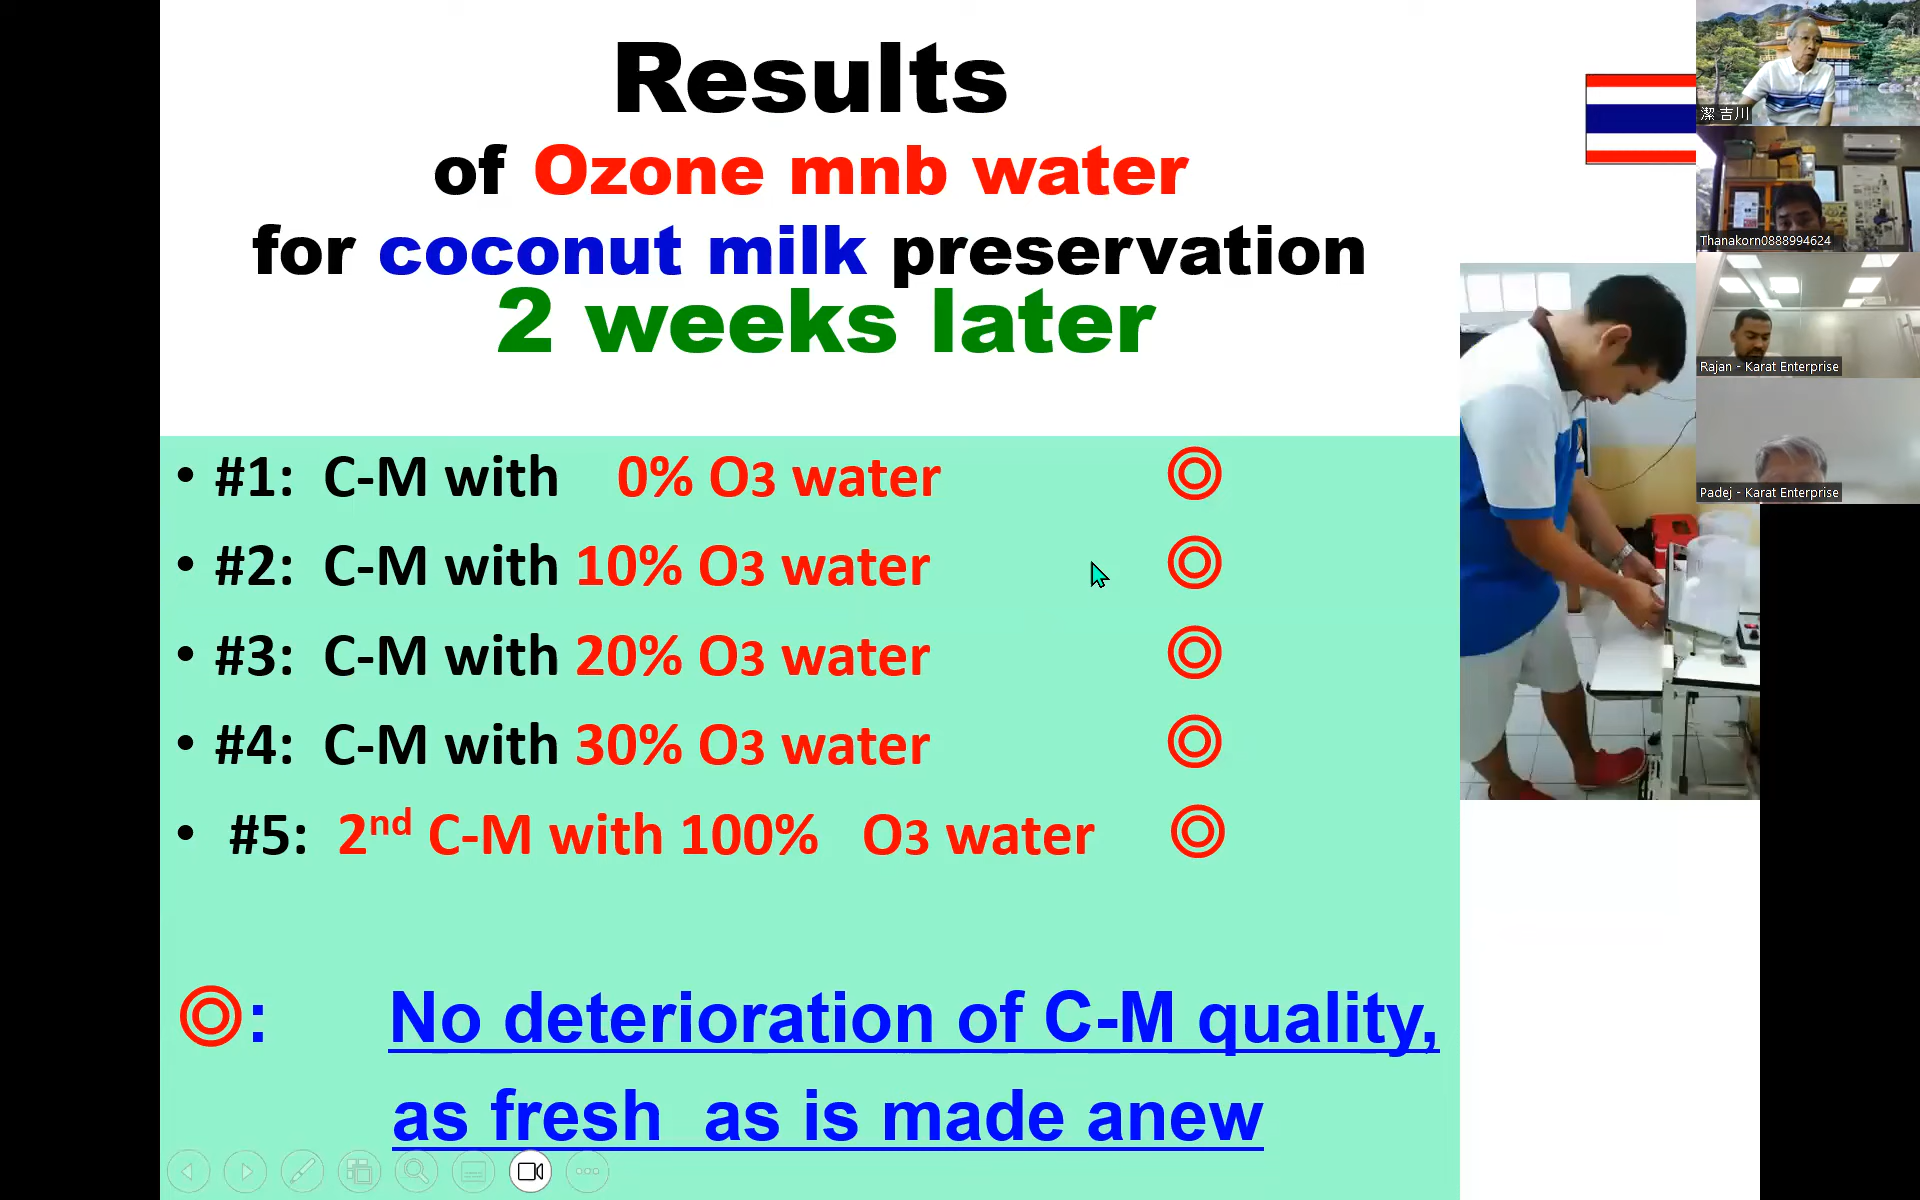 Results
of Ozone mnb water
for coconut milk preservation
2 weeks later
• #1: C-M with 0% O3 water ◎
• #2: C-M with 10% O3 water ◎
• #3: C-M with 20% O3 water ◎
• #4: C-M with 30% O3 water ◎
• #5: 2nd C-M with 100% O3 water ◎
◎: No deterioration of C-M quality,
as fresh as is made anew
潔 吉川
Thanakorn0888994624
Rajan - Karat Enterprise
Padej - Karat Enterprise